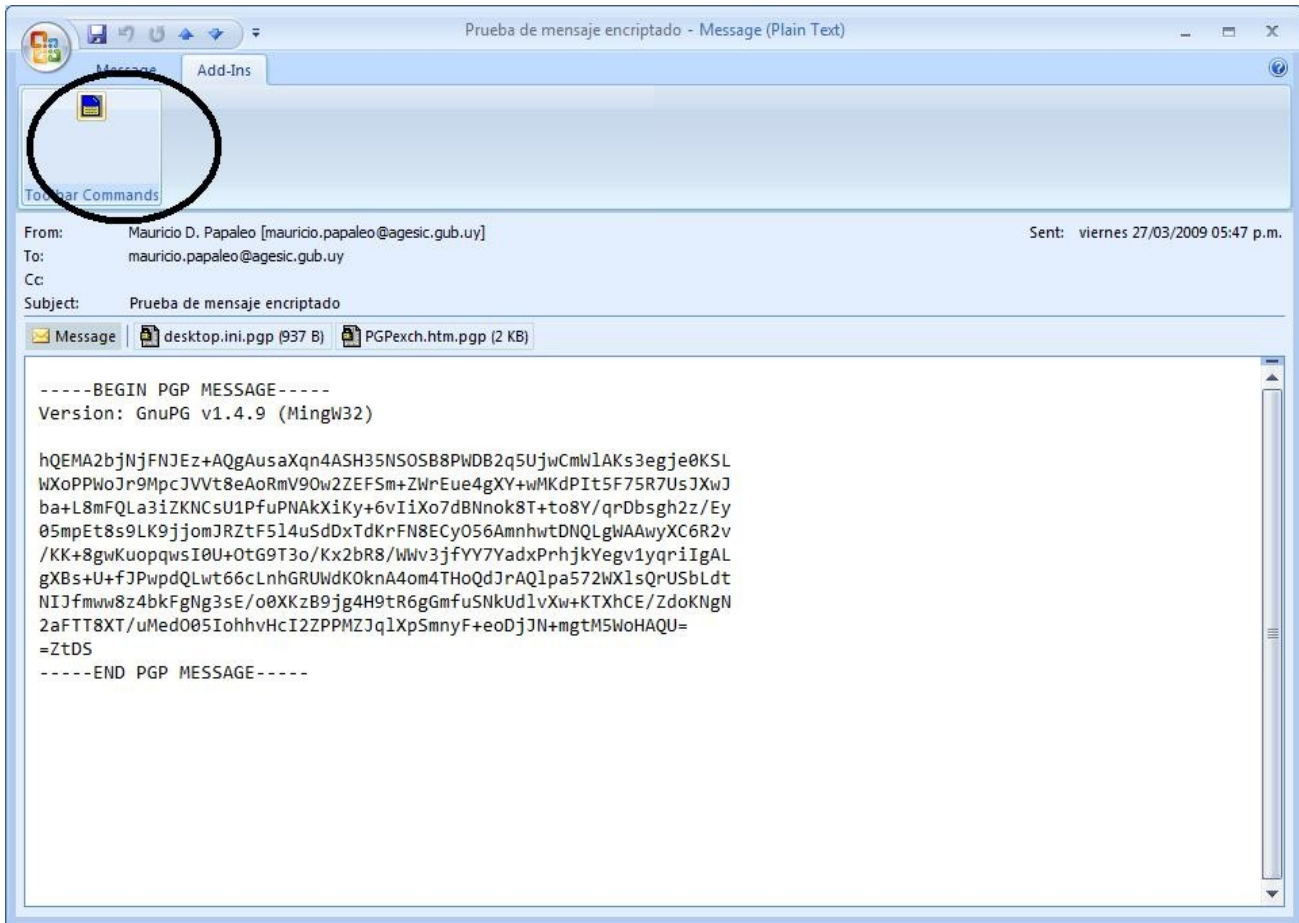 Prueba de mensaje encriptado - Message (Plain Text)
Message Add-Ins
Toolbar Commands
From: Mauricio D. Papaleo [mauricio.papaleo@agesic.gub.uy] Sent: viernes 27/03/2009 05:47 p.m.
To: mauricio.papaleo@agesic.gub.uy
Cc:
Subject: Prueba de mensaje encriptado
Message desktop.ini.pgp (937 B) PGPexch.htm.pgp (2 KB)
-----BEGIN PGP MESSAGE-----
Version: GnuPG v1.4.9 (MingW32)
hQEMA2bjNjFNJEz+AQgAusaXqn4ASH35NSOSB8PWDB2q5UjwCmWlAKs3egje0KSL
WXoPPWoJr9MpcJVVt8eAoRmV9Ow2ZEFSm+ZWrEue4gXY+wMKdPIt5F75R7UsJXwJ
ba+L8mFQLa3iZKNCsU1PfuPNAkXiKy+6vIiXo7dBNnok8T+to8Y/qrDbsgh2z/Ey
05mpEt8s9LK9jjomJRZtF5l4uSdDxTdKrFN8ECyO56AmnhwtDNQLgWAAwyXC6R2v
/KK+8gwKuopqwsI0U+OtG9T3o/Kx2bR8/WWv3jfYY7YadxPrhjkYegv1yqriIgAL
gXBs+U+fJPwpdQLwt66cLnhGRUWdKOknA4om4THoQdJrAQlpa572WXlsQrUSbLdt
NIJfmww8z4bkFgNg3sE/o0XKzB9jg4H9tR6gGmfuSNkUdlvXw+KTXhCE/ZdoKNgN
2aFTT8XT/uMedO05IohhvHcI2ZPPMZJqlXpSmnyF+eoDjJN+mgtM5WoHAQU=
=ZtDS
-----END PGP MESSAGE-----